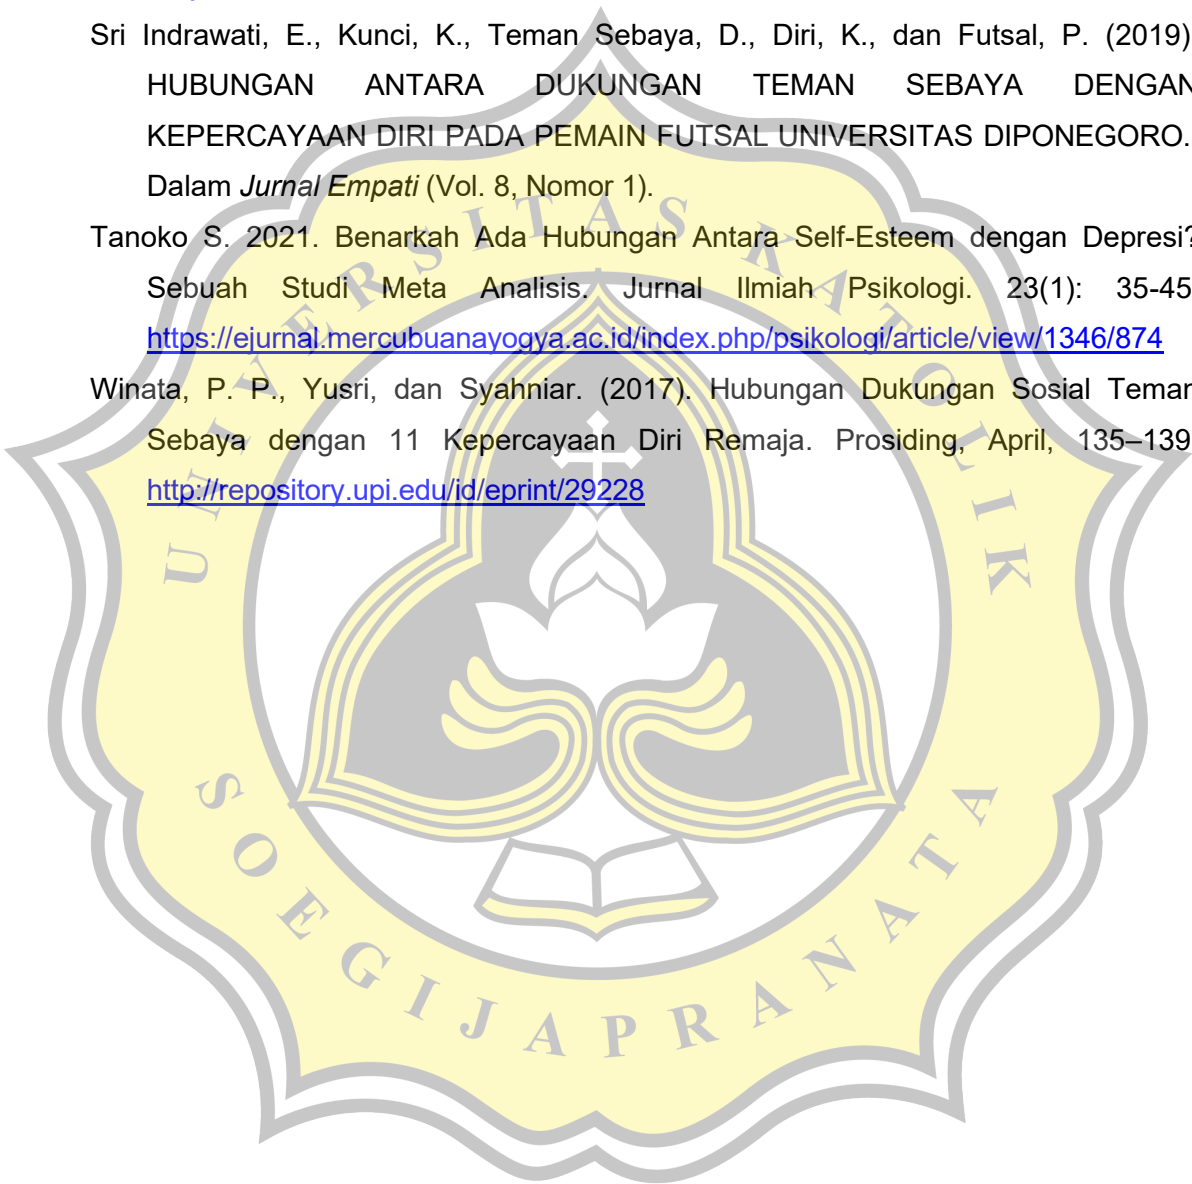 Sri Indrawati, E., Kunci, K., Teman Sebaya, D., Diri, K., dan Futsal, P. (2019)
HUBUNGAN ANTARA DUKUNGAN TEMAN SEBAYA DENGAN
KEPERCAYAAN DIRI PADA PEMAIN FUTSAL UNIVERSITAS DIPONEGORO.
Dalam Jurnal Empati (Vol. 8, Nomor 1).
Tanoko S. 2021. Benarkah Ada Hubungan Antara Self-Esteem dengan Depresi?
Sebuah Studi Meta Analisis. Jurnal Ilmiah Psikologi. 23(1): 35-45
https://ejurnal.mercubuanayogya.ac.id/index.php/psikologi/article/view/1346/874
Winata, P. P., Yusri, dan Syahniar. (2017). Hubungan Dukungan Sosial Teman
Sebaya dengan 11 Kepercayaan Diri Remaja. Prosiding, April, 135–139
http://repository.upi.edu/id/eprint/29228
UNIVERSITAS KATOLIK
SOEGIJAPRANATA